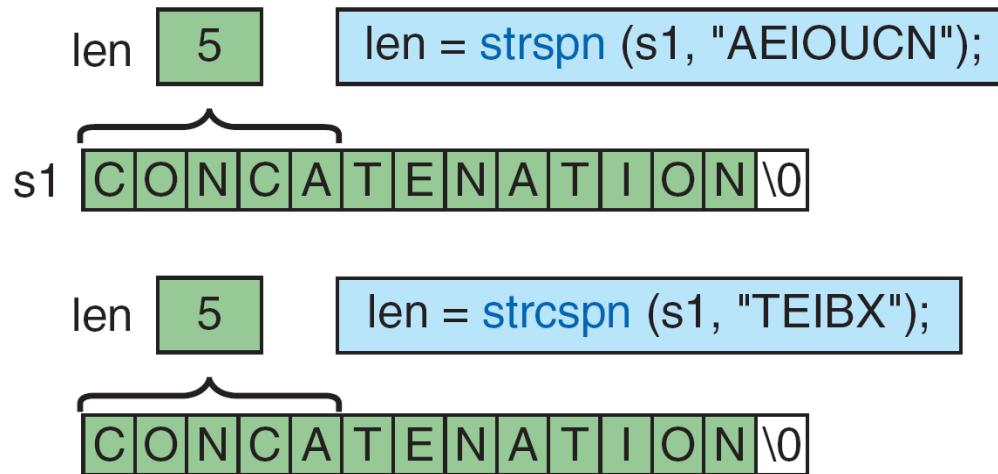 len 5 len = strspn (s1, "AEIOUCN");
s1 C O N C A T E N A T I O N \0
len 5 len = strcspn (s1, "TEIBX");
C O N C A T E N A T I O N \0